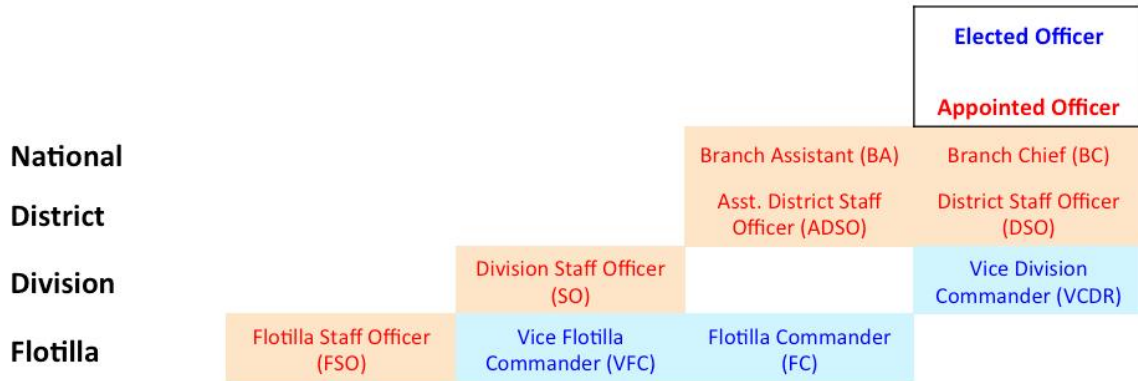 Elected Officer
Appointed Officer
National
Branch Assistant (BA)
Branch Chief (BC)
District
Asst. District Staff
Officer (ADSO)
District Staff Officer
(DSO)
Division
Division Staff Officer
(SO)
Vice Division
Commander (VCDR)
Flotilla
Flotilla Staff Officer
(FSO)
Vice Flotilla
Commander (VFC)
Flotilla Commander
(FC)